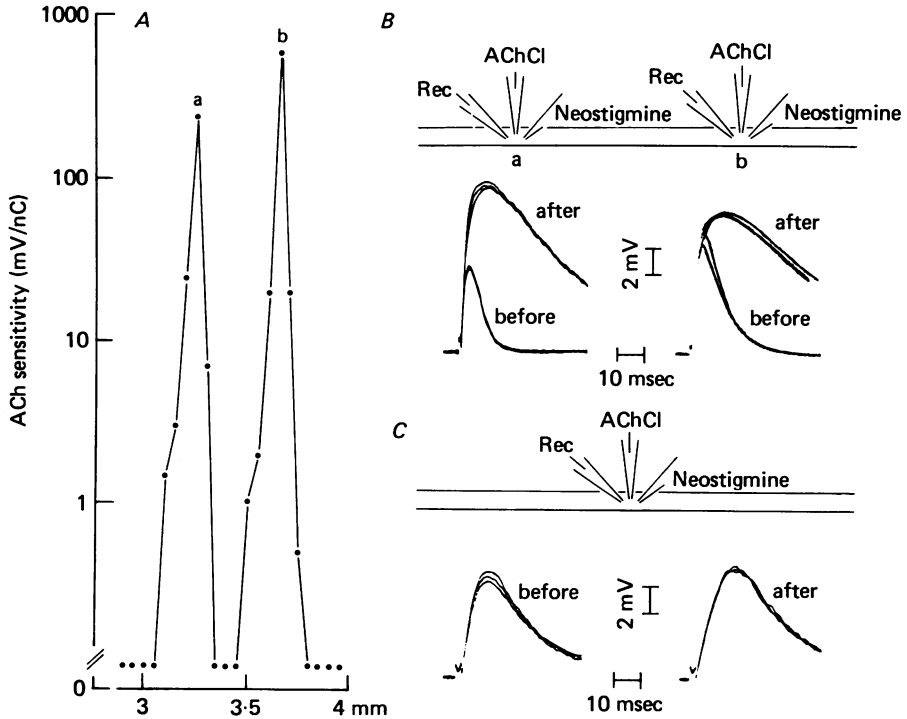 A
1000
100
10
1
0
ACh sensitivity (mV/nC)
a
b
3
3·5
4 mm
B
Rec
AChCl
Neostigmine
a
Rec
AChCl
Neostigmine
b
after
before
2 mV
10 msec
after
before
C
Rec
AChCl
Neostigmine
before
2 mV
10 msec
after